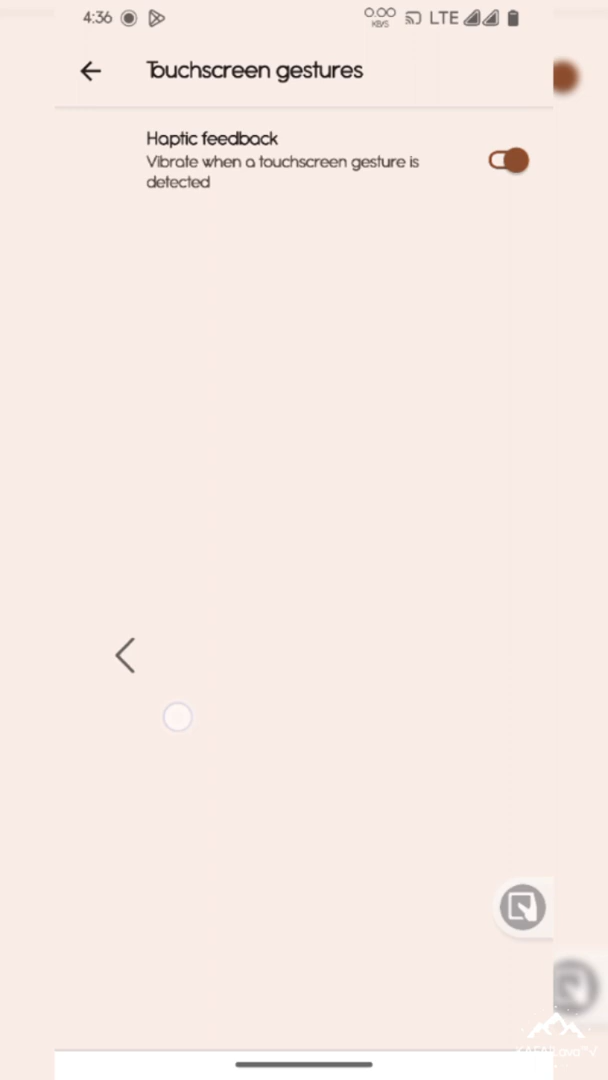 4:36 0.00 KB/S LTE
Touchscreen gestures
Haptic feedback
Vibrate when a touchscreen gesture is
detected